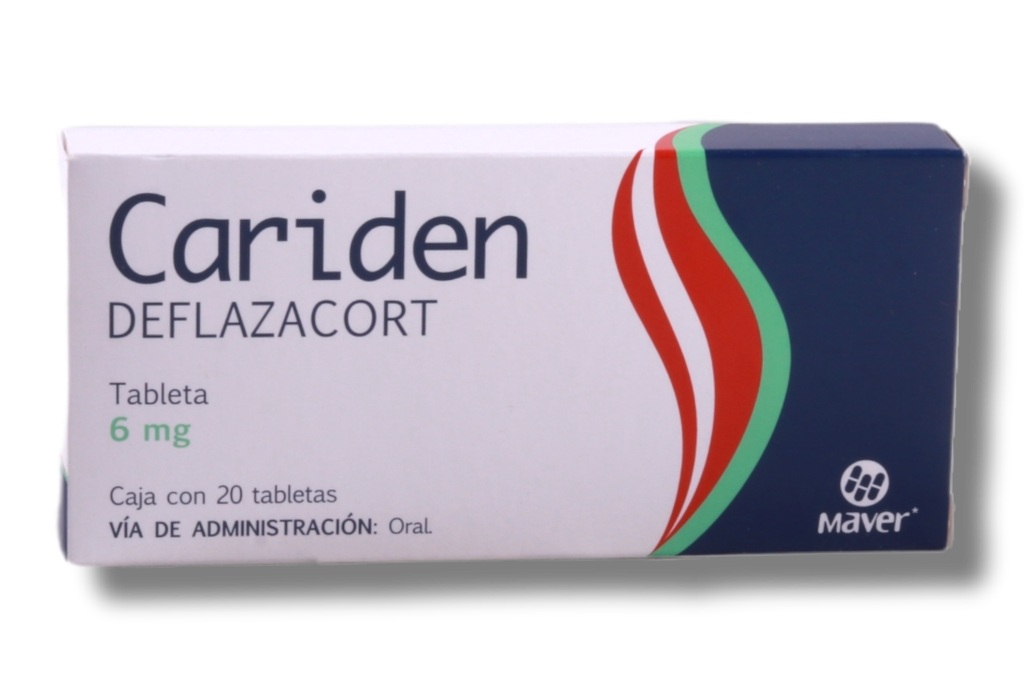 Cariden
DEFLAZACORT
Tableta
6 mg
Caja con 20 tabletas
VÍA DE ADMINISTRACIÓN: Oral.
Maver*